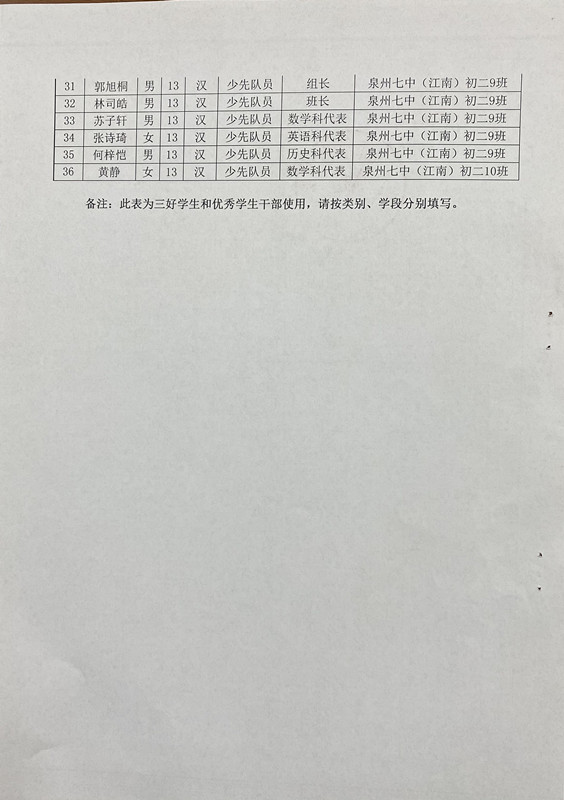 31 郭旭桐 男 13 汉 少先队员 组长 泉州七中（江南）初二9班
32 林司皓 男 13 汉 少先队员 班长 泉州七中（江南）初二9班
33 苏子轩 男 13 汉 少先队员 数学科代表 泉州七中（江南）初二9班
34 张诗琦 女 13 汉 少先队员 英语科代表 泉州七中（江南）初二9班
35 何梓恺 男 13 汉 少先队员 历史科代表 泉州七中（江南）初二9班
36 黄静 女 13 汉 少先队员 数学科代表 泉州七中（江南）初二10班
备注：此表为三好学生和优秀学生干部使用，请按类别、学段分别填写。